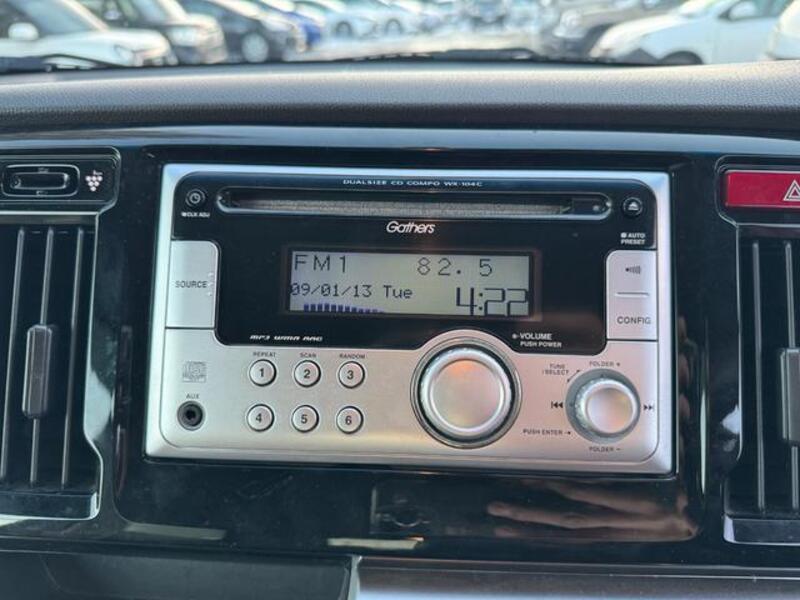 DUALSIZE CD COMPO WX-104C
CLK ADJ
Gathers
AUTO
PRESET
SOURCE
FM1 82.5
09/01/13 Tue
4:22
CONFIG
MP3 WMA AAC
VOLUME
PUSH POWER
REPEAT SCAN RANDOM
1 2 3
AUX
4 5 6
TUNE
/SELECT
FOLDER +
PUSH ENTER
FOLDER −